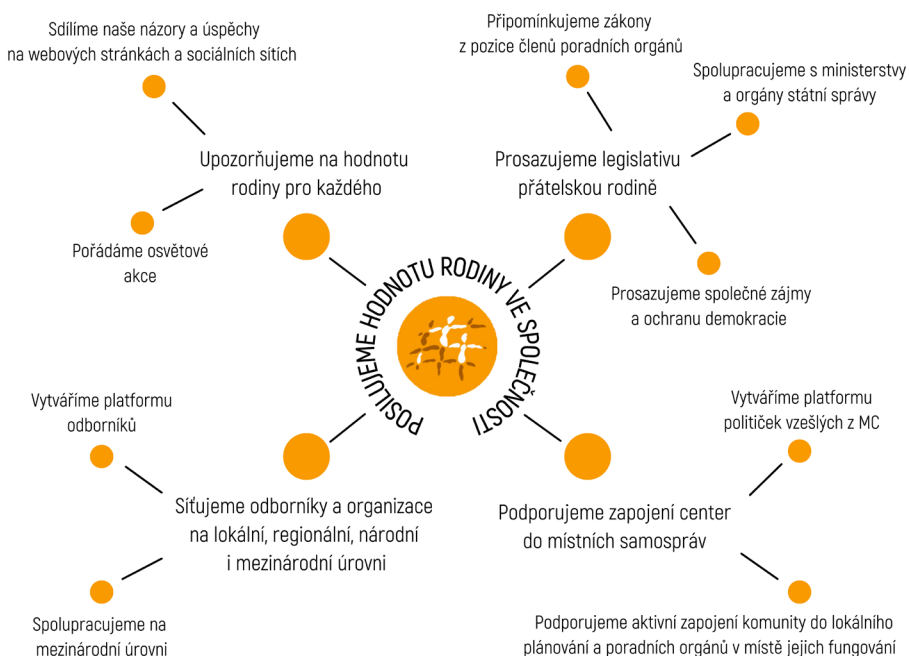 Sdílíme naše názory a úspěchy
na webových stránkách a sociálních sítích
Upozorňujeme na hodnotu
rodiny pro každého
Pořádáme osvětové
akce
Připomínkujeme zákony
z pozice členů poradních orgánů
Spolupracujeme s ministerstvy
a orgány státní správy
Prosazujeme legislativu
přátelskou rodině
Prosazujeme společné zájmy
a ochranu demokracie
POSILUJEME HODNOTU RODINY VE SPOLEČNOSTI
Vytváříme platformu
odborníků
Síťujeme odborníky a organizace
na lokální, regionální, národní
i mezinárodní úrovni
Spolupracujeme na
mezinárodní úrovni
Vytváříme platformu
političek vzešlých z MC
Podporujeme zapojení center
do místních samospráv
Podporujeme aktivní zapojení komunity do lokálního
plánování a poradních orgánů v místě jejich fungování